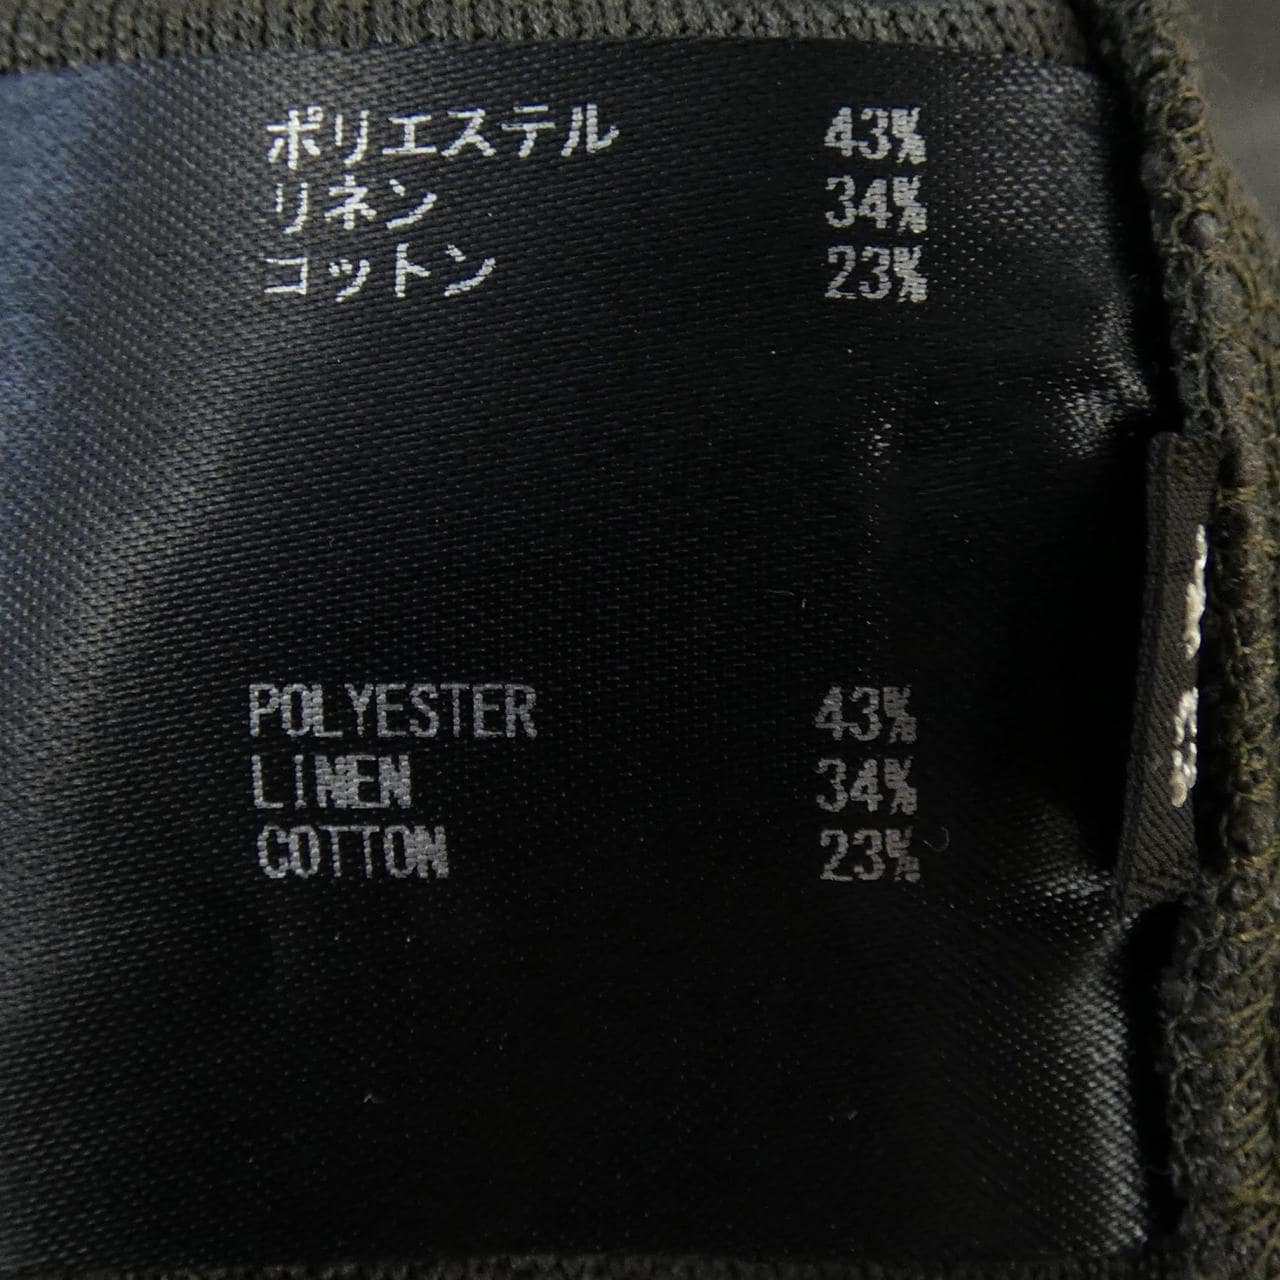 ポリエステル 43%
リネン 34%
コットン 23%
POLYESTER 43%
LINEN 34%
COTTON 23%